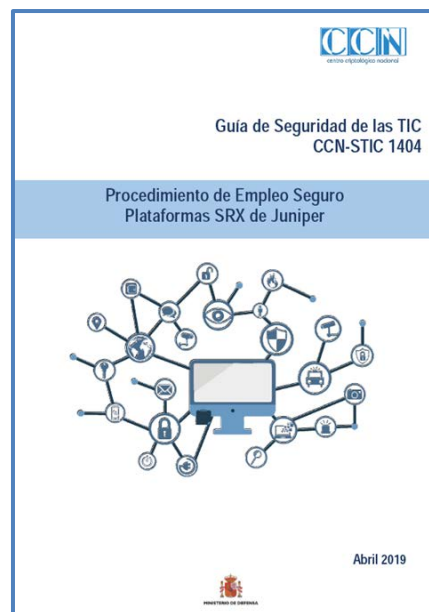 CCN
centro criptológico nacional
Guía de Seguridad de las TIC
CCN-STIC 1404
Procedimiento de Empleo Seguro
Plataformas SRX de Juniper
Abril 2019
MINISTERIO DE DEFENSA